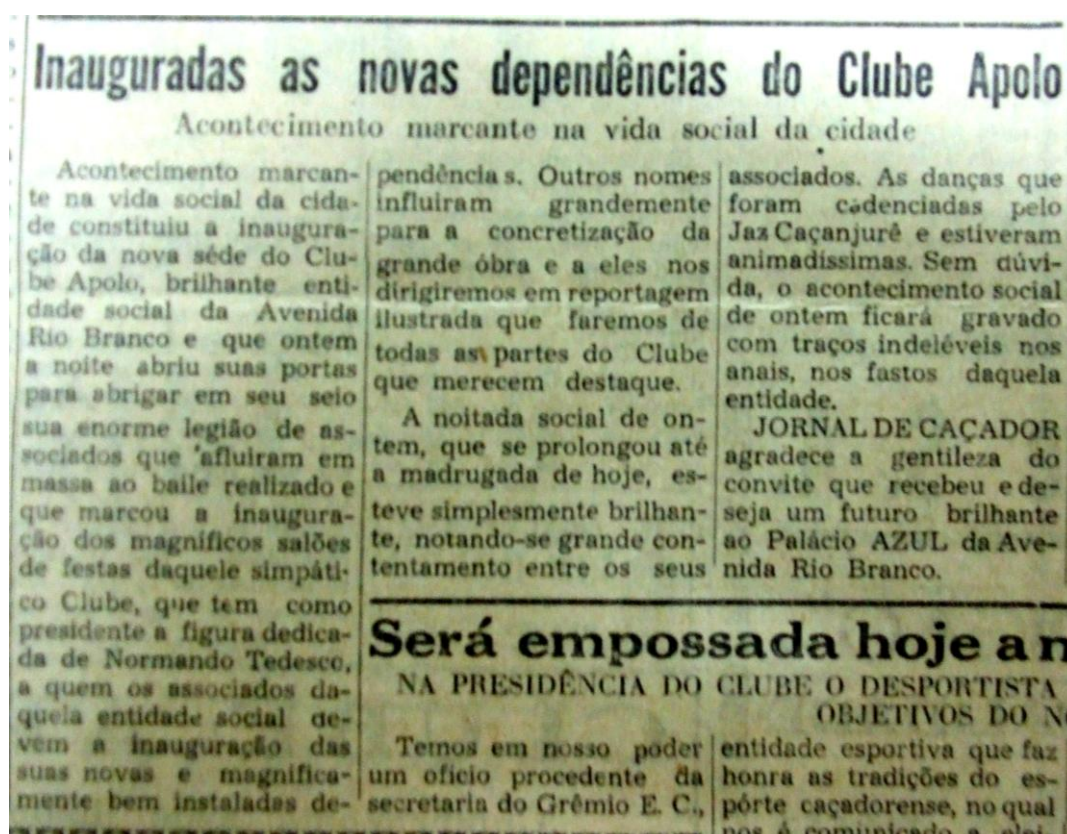 Inauguradas as novas dependências do Clube Apolo
Acontecimento marcante na vida social da cidade
Acontecimento marcan-
te na vida social da cida-
de constituiu a inaugura-
ção da nova séde do Clu-
be Apolo, brilhante enti-
dade social da Avenida
Rio Branco e que ontem
a noite abriu suas portas
para abrigar em seu seio
sua enorme legião de as-
sociados que afluiram em
massa ao baile realizado e
que marcou a inaugura-
ção dos magníficos salões
de festas daquele simpáti-
co Clube, que tem como
presidente a figura dedica-
da de Normando Tedesco,
a quem os associados da-
quela entidade social de-
vem a inauguração das
suas novas e magnifica-
mente bem instaladas de-
pendências. Outros nomes
influiram grandemente
para a concretização da
grande óbra e a eles nos
dirigiremos em reportagem
ilustrada que faremos de
todas as partes do Clube
que merecem destaque.
A noitada social de on-
tem, que se prolongou até
a madrugada de hoje, es-
teve simplesmente brilhan-
te, notando-se grande con-
tentamento entre os seus
associados. As danças que
foram cadenciadas pelo
Jaz Caçanjurê e estiveram
animadíssimas. Sem dúvi-
da, o acontecimento social
de ontem ficará gravado
com traços indeléveis nos
anais, nos fastos daquela
entidade.
JORNAL DE CAÇADOR
agradece a gentileza do
convite que recebeu e de-
seja um futuro brilhante
ao Palácio AZUL da Ave-
nida Rio Branco.
Será empossada hoje a n
NA PRESIDÊNCIA DO CLUBE O DESPORTISTA
OBJETIVOS DO N
Temos em nosso poder
um oficio procedente da
secretaria do Grêmio E. C.,
entidade esportiva que faz
honra as tradições do es-
pórte caçadorense, no qual
nos é comunicado a